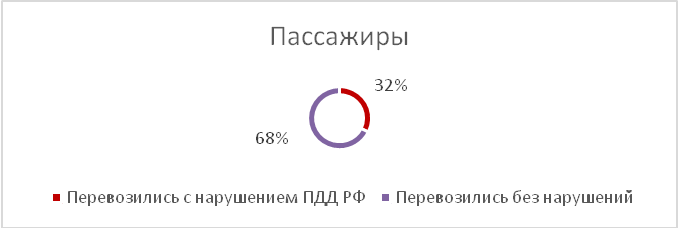 Пассажиры
32%
68%
Перевозились с нарушением ПДД РФ
Перевозились без нарушений